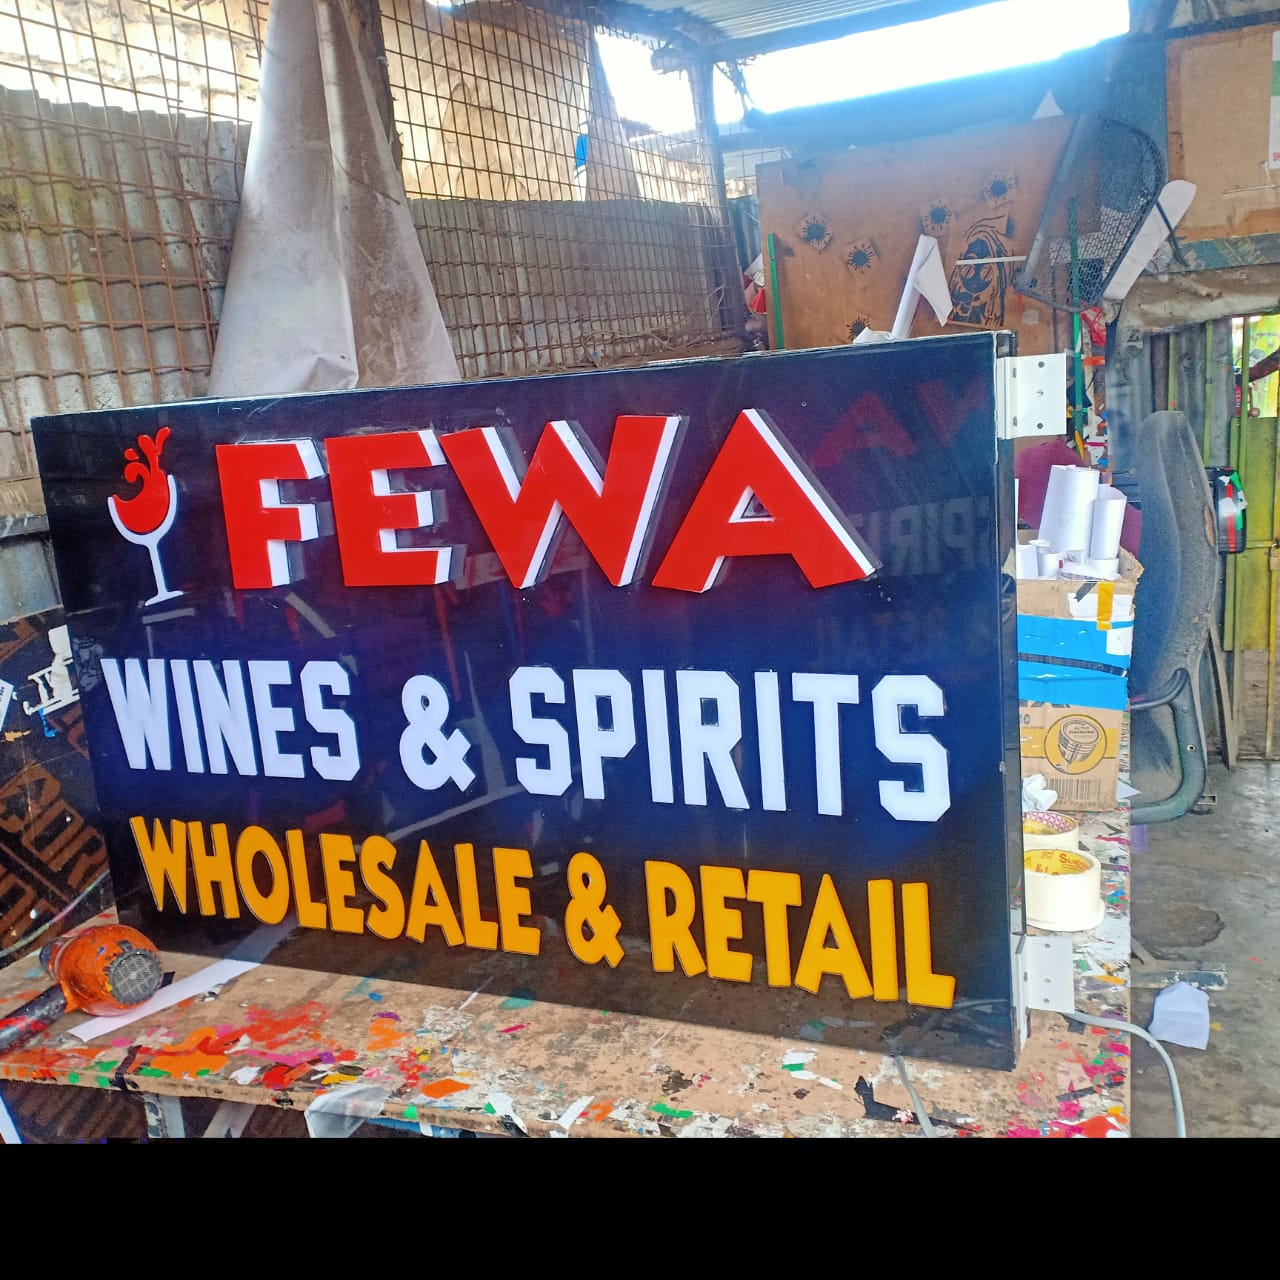 FEWA
WINES & SPIRITS
WHOLESALE & RETAIL